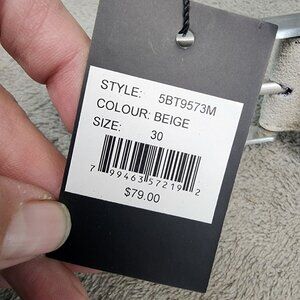 STYLE: 5BT9573M
COLOUR: BEIGE
SIZE: 30
7 99463 57219 2
$79.00